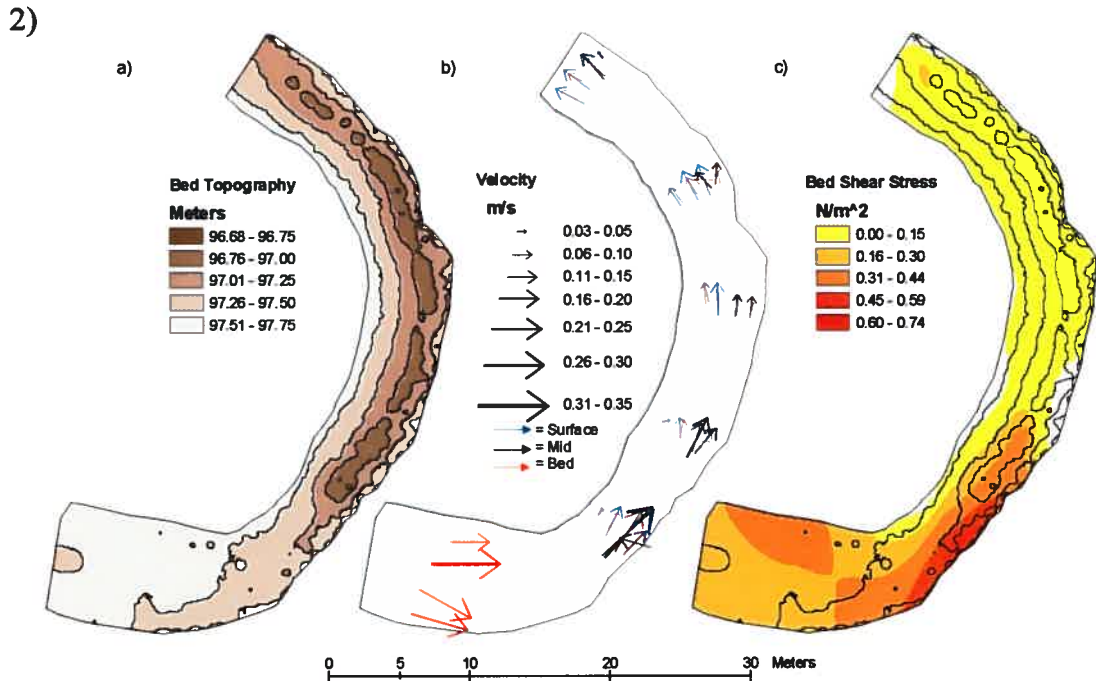 2)
a)
b)
c)
Bed Topography
Meters
96.68 - 96.75
96.76 - 97.00
97.01 - 97.25
97.26 - 97.50
97.51 - 97.75
Velocity
m/s
0.03 - 0.05
0.06 - 0.10
0.11 - 0.15
0.16 - 0.20
0.21 - 0.25
0.26 - 0.30
0.31 - 0.35
= Surface
= Mid
= Bed
Bed Shear Stress
N/m^2
0.00 - 0.15
0.16 - 0.30
0.31 - 0.44
0.45 - 0.59
0.60 - 0.74
0 5 10 20 30 Meters